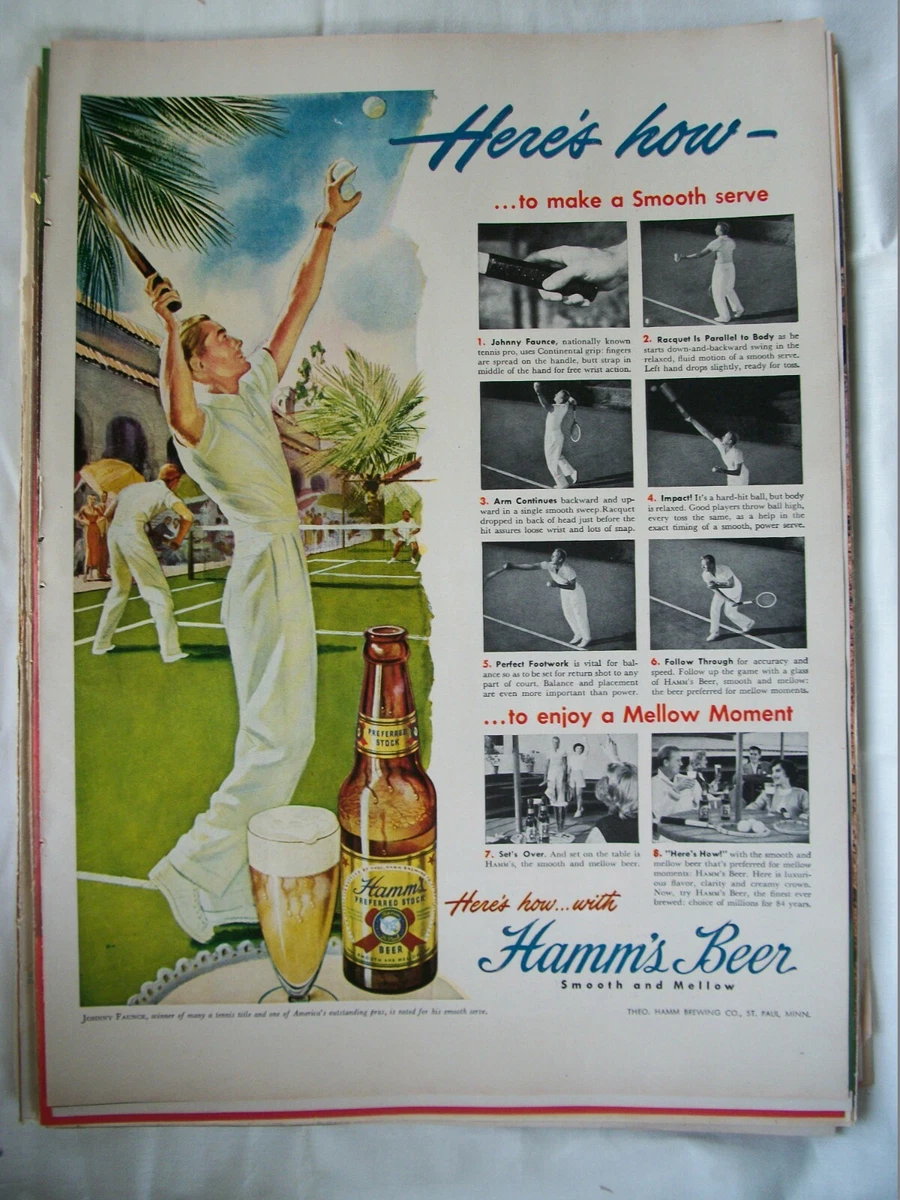 Here's how—
...to make a Smooth serve
1. Johnny Faunce, nationally known
tennis pro, uses Continental grip: fingers
are spread on the handle, butt strap in
middle of the hand for free wrist action.
2. Racquet Is Parallel to Body as he
starts down-and-backward swing in the
relaxed, fluid motion of a smooth serve.
Left hand drops slightly, ready for toss.
3. Arm Continues backward and up-
ward in a single smooth sweep. Racquet
dropped in back of head just before the
hit assures loose wrist and lots of snap.
4. Impact! It's a hard-hit ball, but body
is relaxed. Good players throw ball high,
every toss the same, as a help in the
exact timing of a smooth, power serve.
5. Perfect Footwork is vital for bal-
ance so as to be set for return shot to any
part of court. Balance and placement
are even more important than power.
6. Follow Through for accuracy and
speed. Follow up the game with a glass
of HAMM'S Beer, smooth and mellow:
the beer preferred for mellow moments.
...to enjoy a Mellow Moment
7. Set's Over. And set on the table is
HAMM'S, the smooth and mellow beer.
8. "Here's How!" with the smooth and
mellow beer that's preferred for mellow
moments: HAMM'S Beer. Here is luxuri-
ous flavor, clarity and creamy crown.
Now, try HAMM'S Beer, the finest ever
brewed: choice of millions for 84 years.
PREFERRED
STOCK
Hamm's
PREFERRED STOCK
BEER
SMOOTH AND MELLOW
Here's how...with
Hamm's Beer
Smooth and Mellow
JOHNNY FAUNCE, winner of many a tennis title and one of America's outstanding pros, is noted for his smooth serve.
THEO. HAMM BREWING CO., ST. PAUL, MINN.